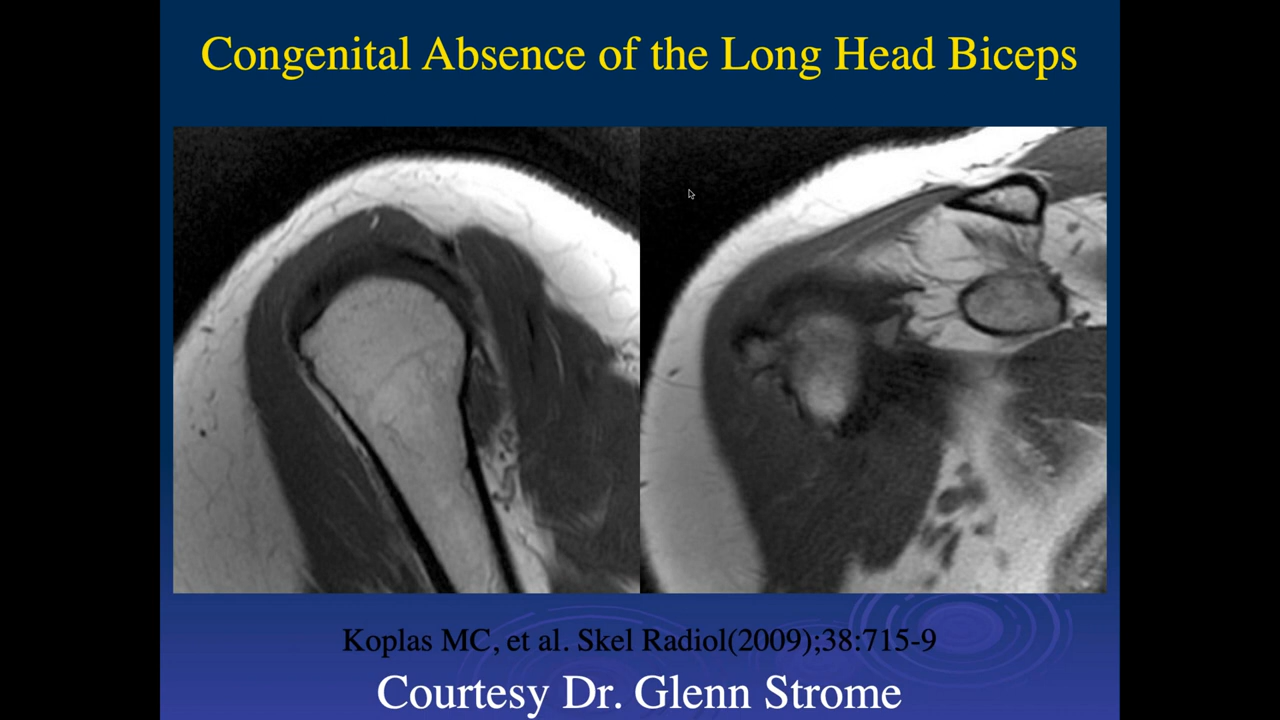 Congenital Absence of the Long Head Biceps
Koplas MC, et al. Skel Radiol(2009);38:715-9
Courtesy Dr. Glenn Strome